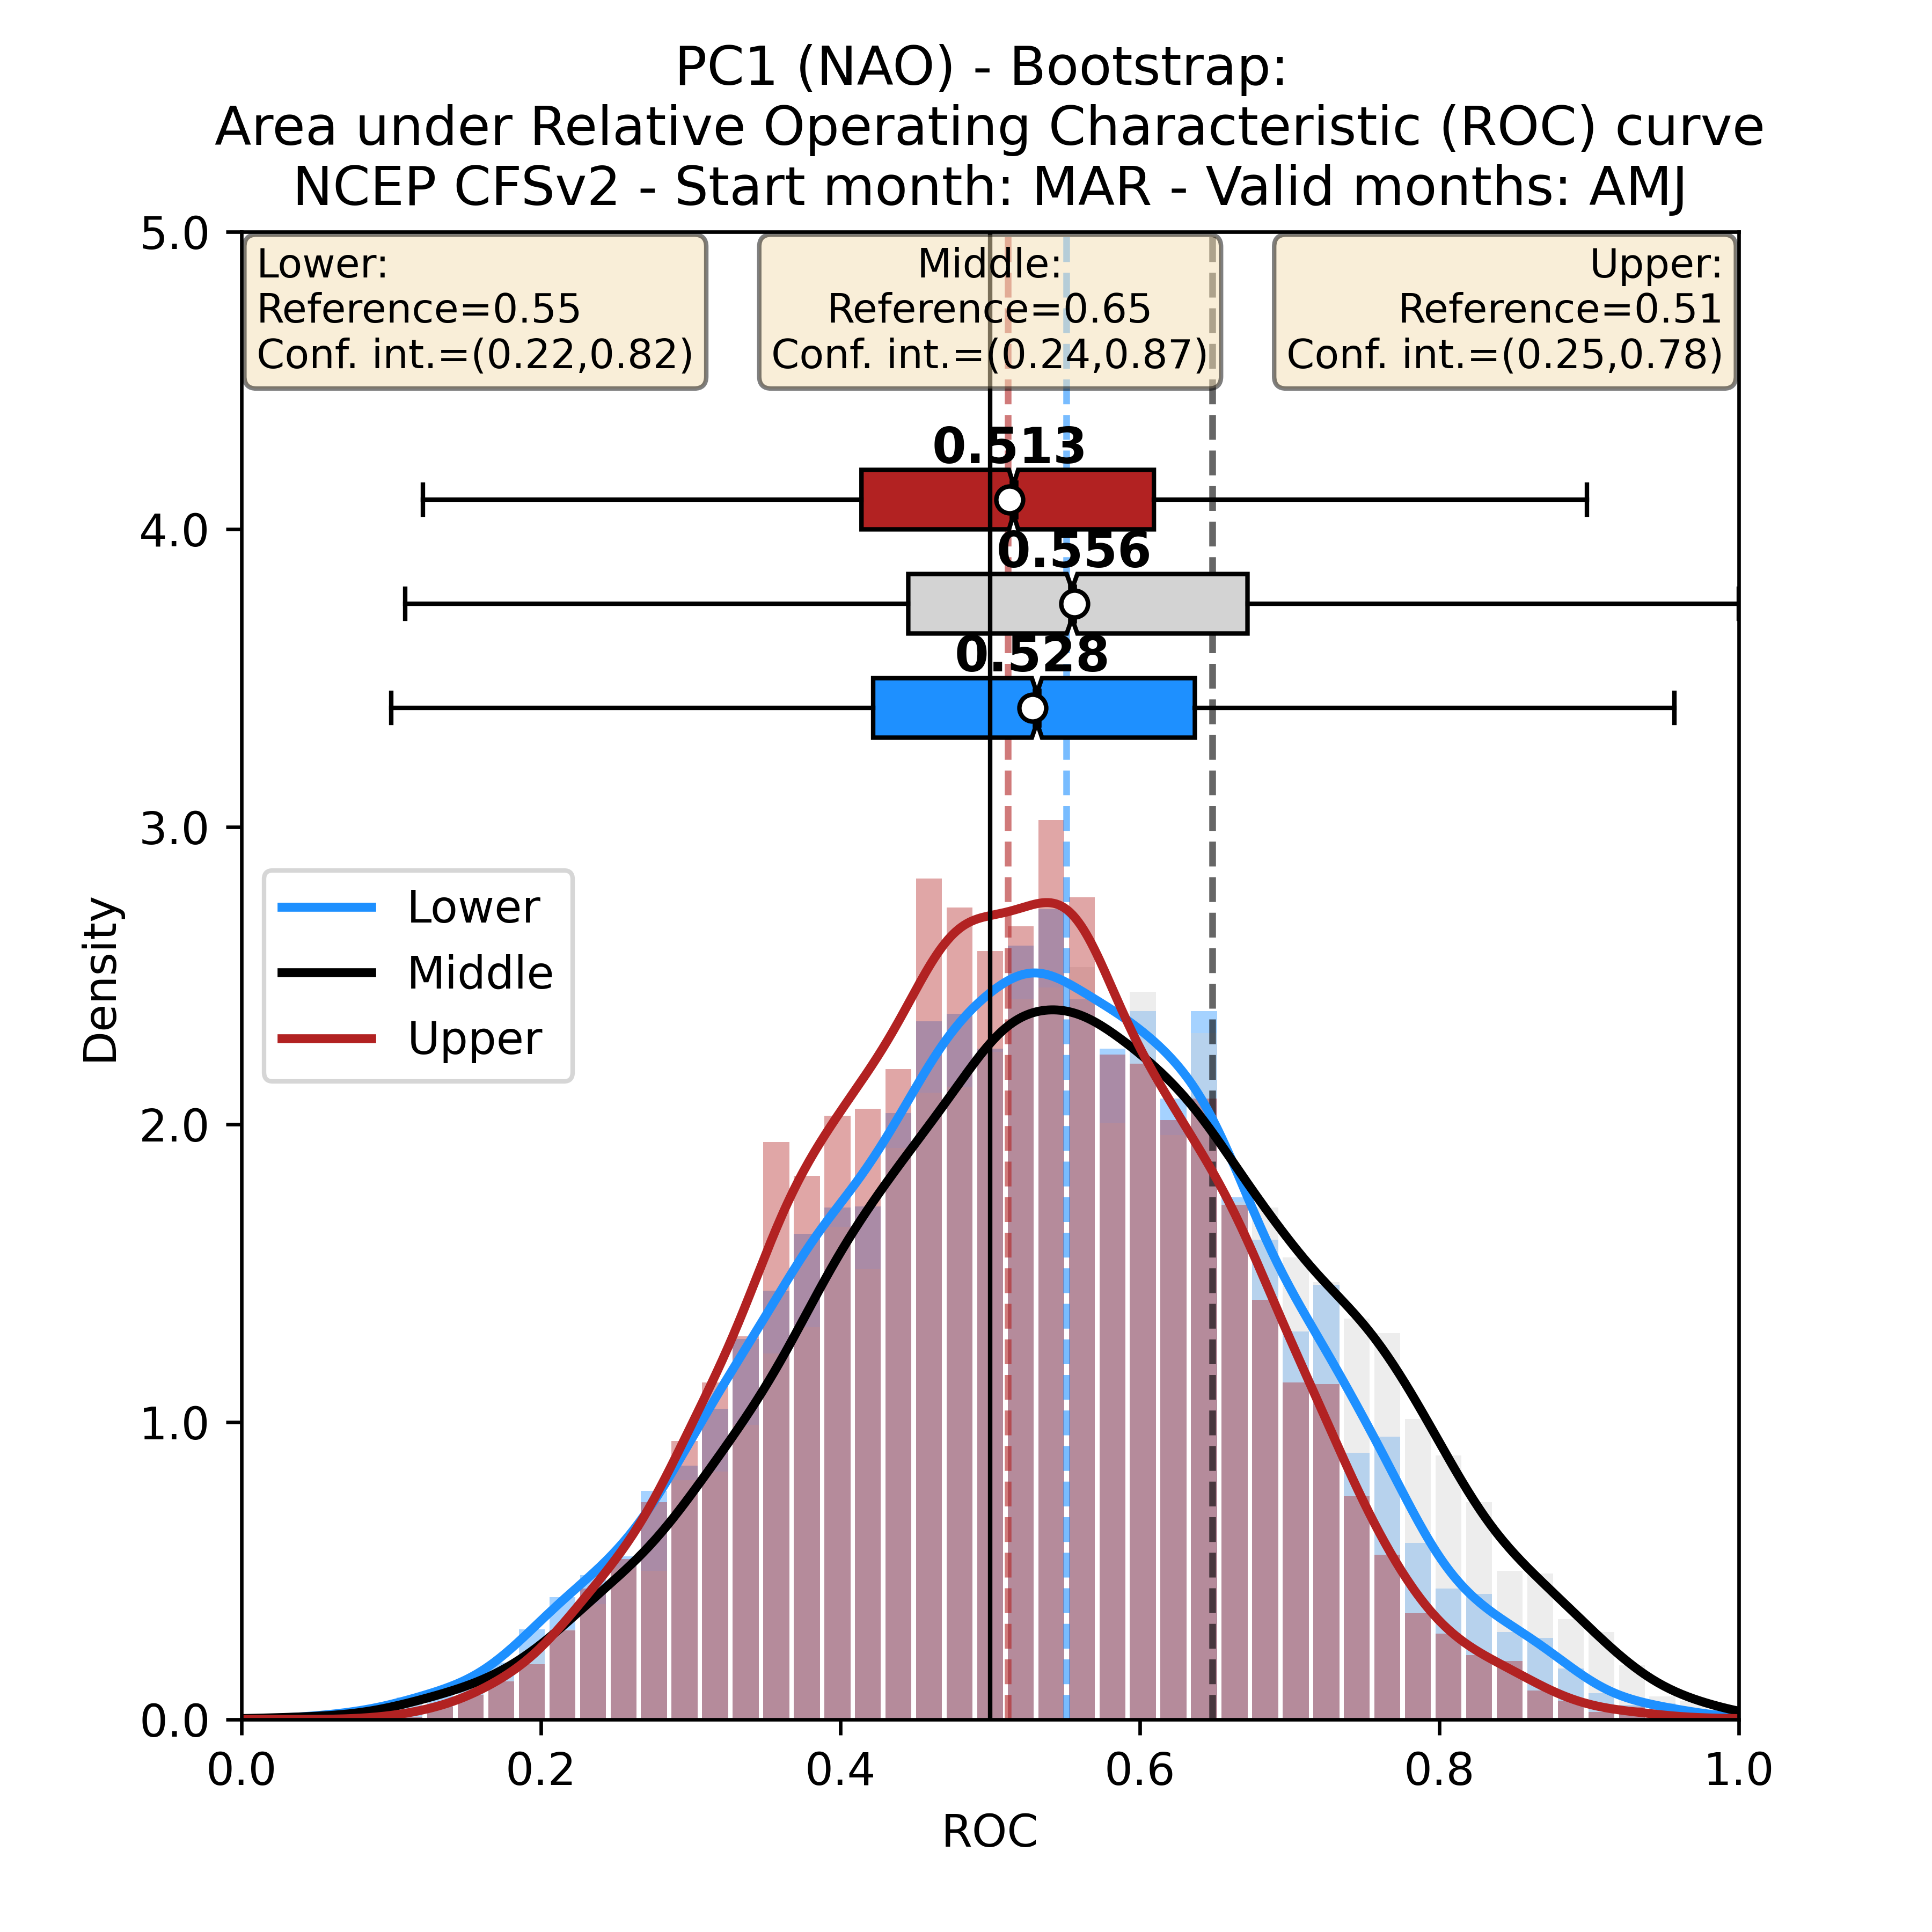 PC1 (NAO) - Bootstrap:
Area under Relative Operating Characteristic (ROC) curve
NCEP CFSv2 - Start month: MAR - Valid months: AMJ
Lower:
Reference=0.55
Conf. int.=(0.22,0.82)
Middle:
Reference=0.65
Conf. int.=(0.24,0.87)
Upper:
Reference=0.51
Conf. int.=(0.25,0.78)
0.513
0.556
0.528
Lower
Middle
Upper
Density
5.0
4.0
3.0
2.0
1.0
0.0
0.0 0.2 0.4 0.6 0.8 1.0
ROC